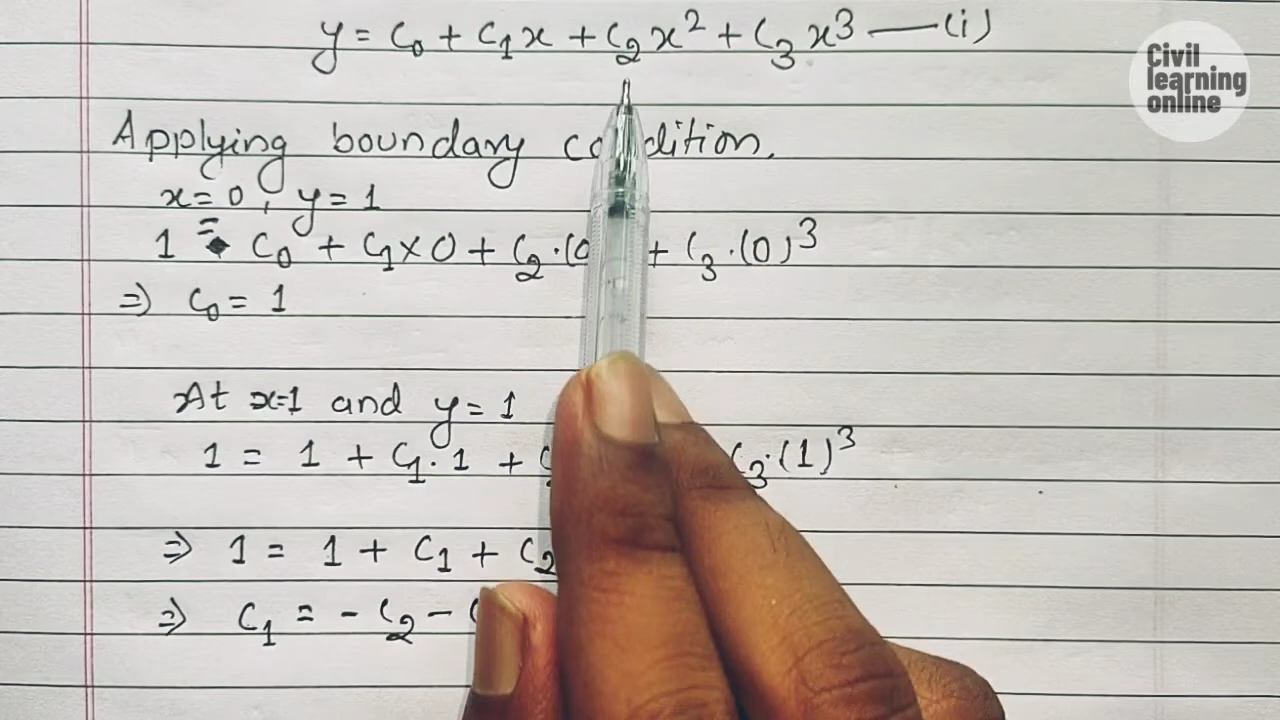 y = C₀ + C₁x + C₂x² + C₃x³ — (i)
Civil
learning
online
Applying boundary condition.
x = 0, y = 1
1 = C₀ + C₁×0 + C₂·(0 + C₃·(0)³
⇒ C₀ = 1
At x=1 and y = 1
1 = 1 + C₁·1 + C₃·(1)³
⇒ 1 = 1 + C₁ + C₂
⇒ C₁ = - C₂ -